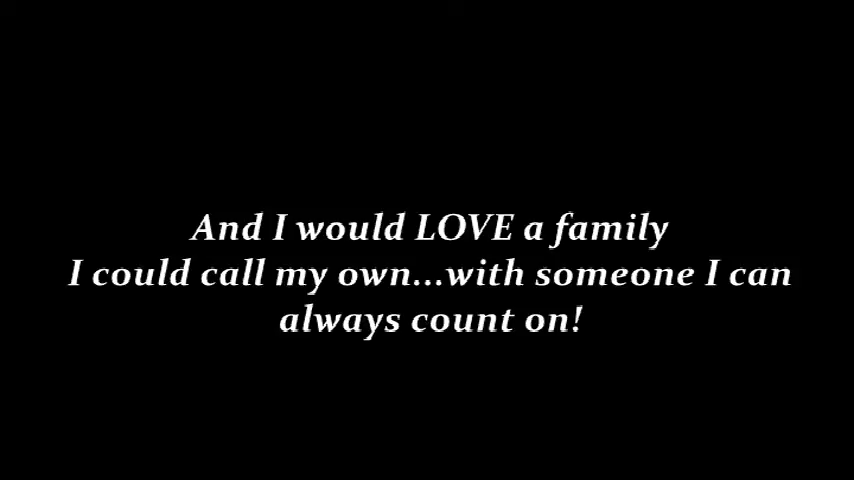 And I would LOVE a family
I could call my own...with someone I can
always count on!